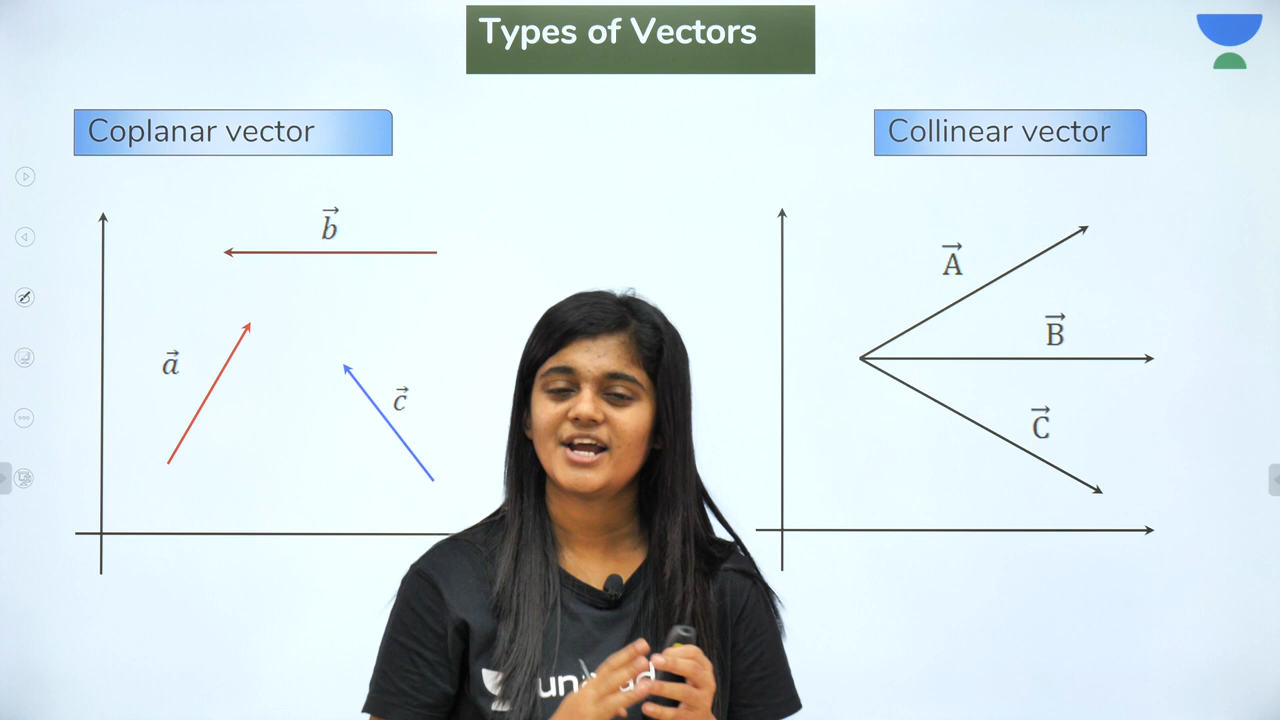 Types of Vectors
Coplanar vector
Collinear vector
b⃗
a⃗
c⃗
A⃗
B⃗
C⃗